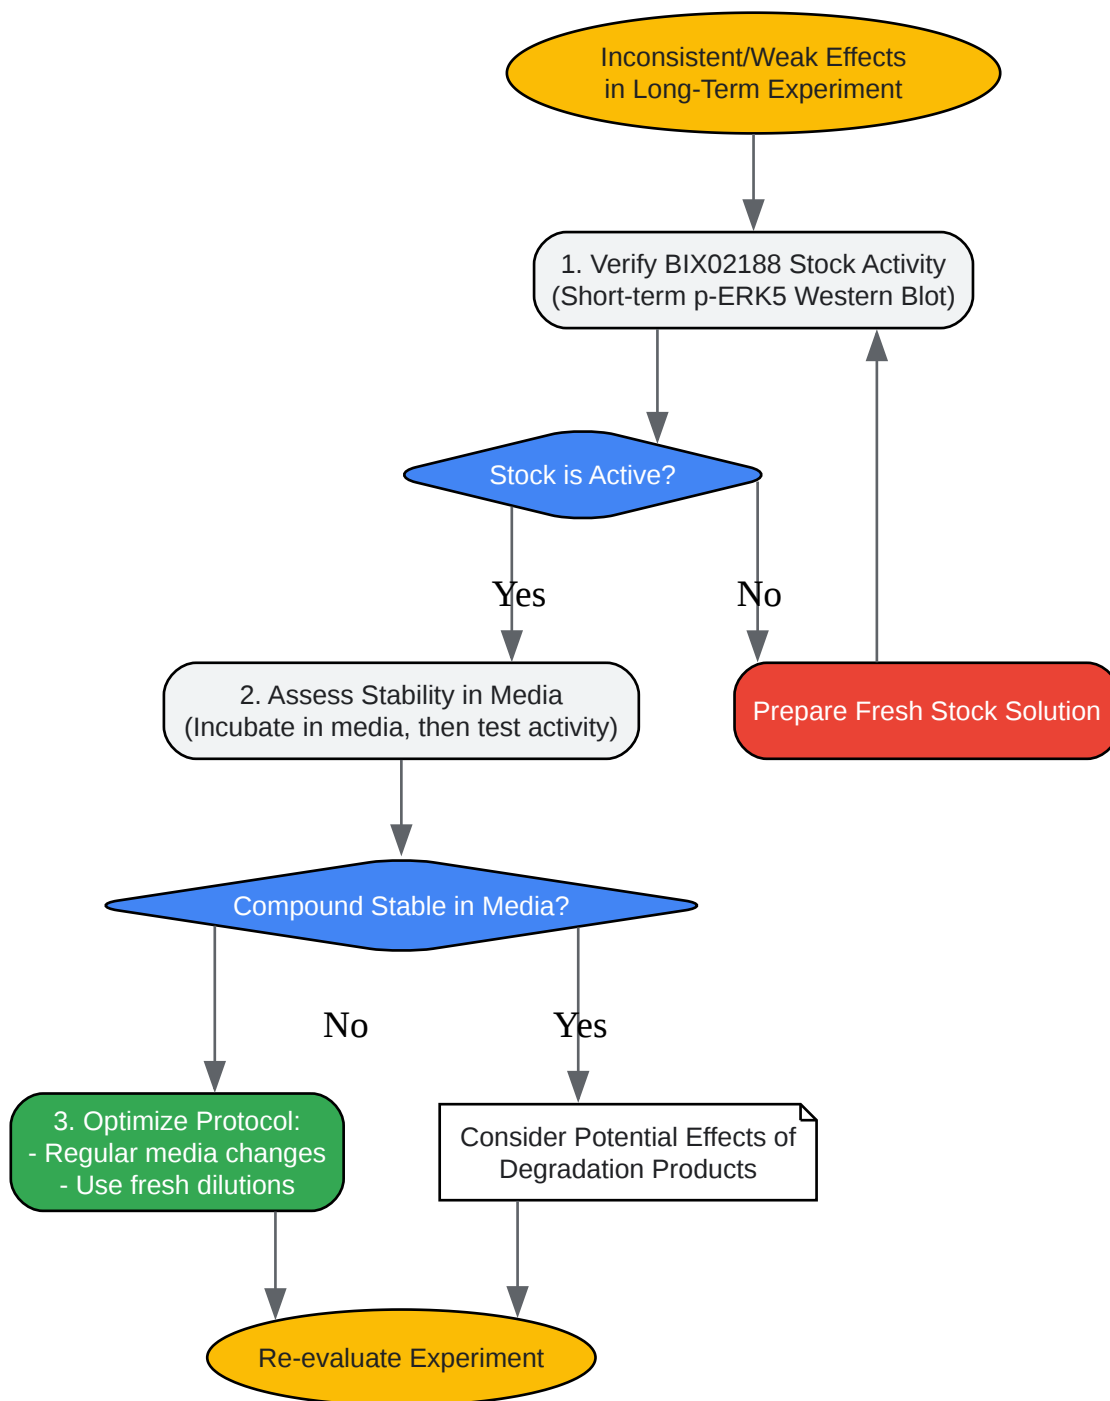 Inconsistent/Weak Effects
in Long-Term Experiment
1. Verify BIX02188 Stock Activity
(Short-term p-ERK5 Western Blot)
Stock is Active?
Yes
No
2. Assess Stability in Media
(Incubate in media, then test activity)
Prepare Fresh Stock Solution
Compound Stable in Media?
No
Yes
3. Optimize Protocol:
- Regular media changes
- Use fresh dilutions
Consider Potential Effects of
Degradation Products
Re-evaluate Experiment